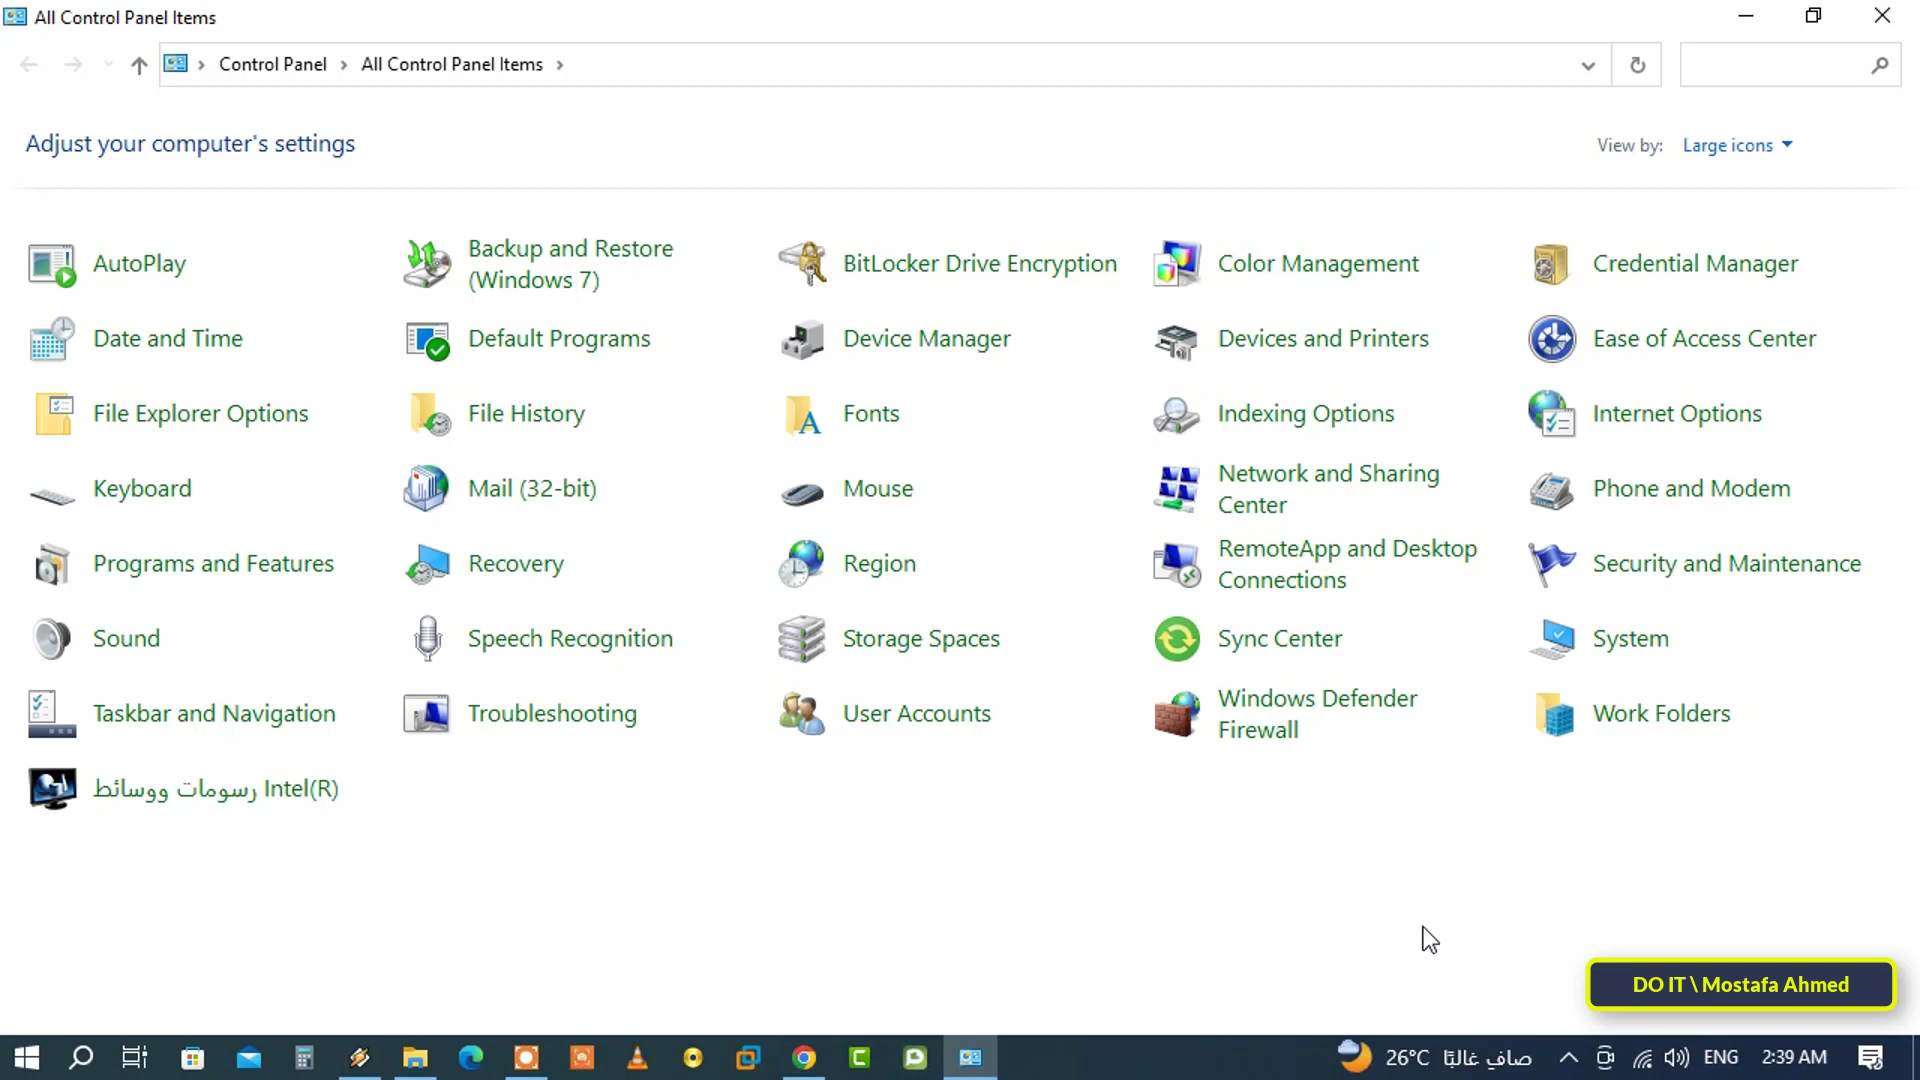 All Control Panel Items
Control Panel All Control Panel Items
Adjust your computer's settings
View by: Large icons
AutoPlay
Backup and Restore
(Windows 7)
BitLocker Drive Encryption
Color Management
Credential Manager
Date and Time
Default Programs
Device Manager
Devices and Printers
Ease of Access Center
File Explorer Options
File History
Fonts
Indexing Options
Internet Options
Keyboard
Mail (32-bit)
Mouse
Network and Sharing
Center
Phone and Modem
Programs and Features
Recovery
Region
RemoteApp and Desktop
Connections
Security and Maintenance
Sound
Speech Recognition
Storage Spaces
Sync Center
System
Taskbar and Navigation
Troubleshooting
User Accounts
Windows Defender
Firewall
Work Folders
رسومات ووسائط Intel(R)
DO IT \ Mostafa Ahmed
26°C صافٍ غالبًا ENG 2:39 AM